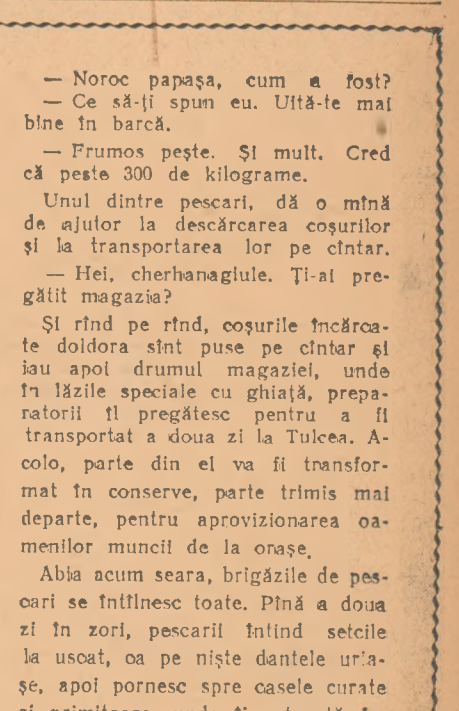 — Noroc papașa, cum a fost?
— Ce să-ți spun eu. Uită-te mai
bine în barcă.
— Frumos pește. Și mult. Cred
că peste 300 de kilograme.
Unul dintre pescari, dă o mînă
de ajutor la descărcarea coșurilor
și la transportarea lor pe cîntar.
— Hei, cherhanagiule. Ți-ai pre-
gătit magazia?
Și rînd pe rînd, coșurile încărca-
te doldora sînt puse pe cîntar și
iau apoi drumul magaziei, unde
în lăzile speciale cu ghiață, prepa-
ratorii îl pregătesc pentru a fi
transportat a doua zi la Tulcea. A-
colo, parte din el va fi transfor-
mat în conserve, parte trimis mai
departe, pentru aprovizionarea oa-
menilor muncii de la orașe.
Abia acum seara, brigăzile de pes-
cari se întîlnesc toate. Pînă a doua
zi în zori, pescarii întind setcile
la uscat, ca pe niște dantele uria-
șe, apoi pornesc spre casele curate